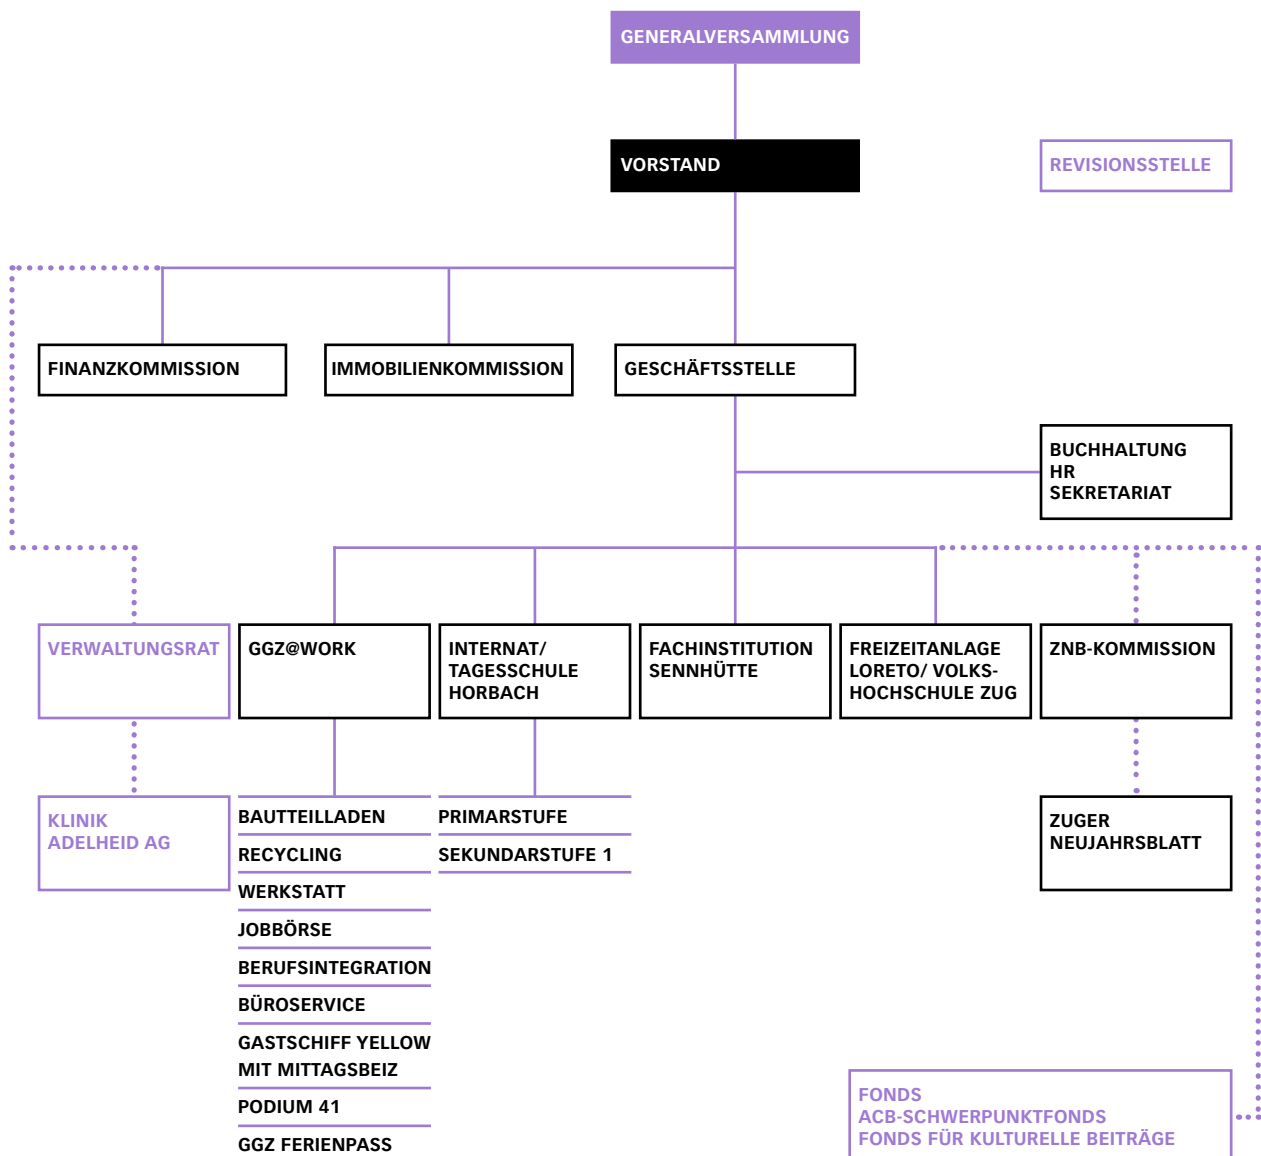 GENERALVERSAMMLUNG
VORSTAND
REVISIONSSTELLE
FINANZKOMMISSION
IMMOBILIENKOMMISSION
GESCHÄFTSSTELLE
BUCHHALTUNG
HR
SEKRETARIAT
VERWALTUNGSRAT
GGZ@WORK
INTERNAT/
TAGESSCHULE
HORBACH
FACHINSTITUTION
SENNHÜTTE
FREIZEITANLAGE
LORETO/ VOLKS-
HOCHSCHULE ZUG
ZNB-KOMMISSION
KLINIK
ADELHEID AG
BAUTTEILLADEN
RECYCLING
WERKSTATT
JOBBÖRSE
BERUFSINTEGRATION
BÜROSERVICE
GASTSCHIFF YELLOW
MIT MITTAGSBEIZ
PODIUM 41
GGZ FERIENPASS
PRIMARSTUFE
SEKUNDARSTUFE 1
ZUGER
NEUJAHRSBLATT
FONDS
ACB-SCHWERPUNKTFONDS
FONDS FÜR KULTURELLE BEITRÄGE